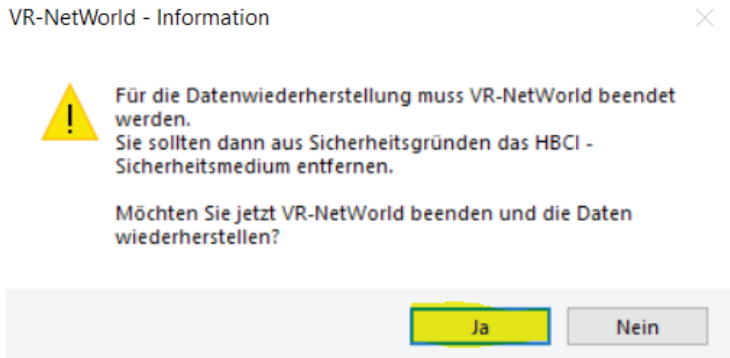 VR-NetWorld - Information
Für die Datenwiederherstellung muss VR-NetWorld beendet
werden.
Sie sollten dann aus Sicherheitsgründen das HBCI -
Sicherheitsmedium entfernen.
Möchten Sie jetzt VR-NetWorld beenden und die Daten
wiederherstellen?
Ja
Nein